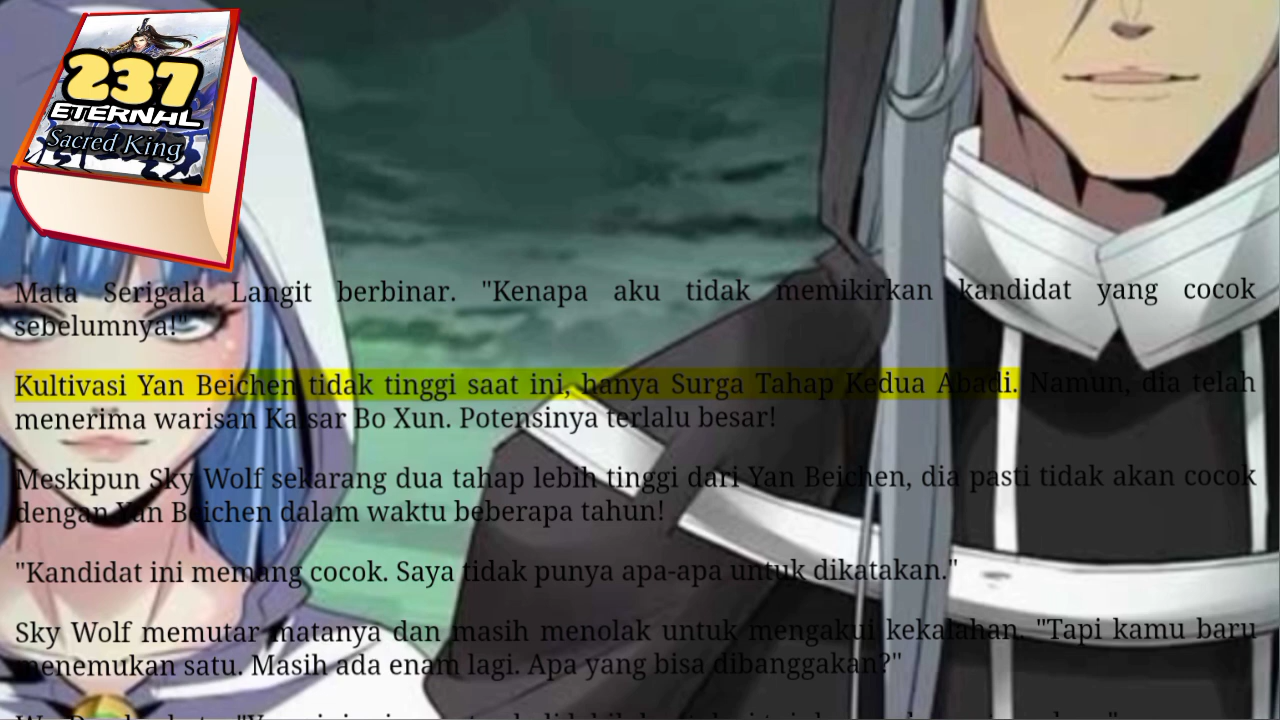 237
ETERNAL
Sacred King
Mata Serigala Langit berbinar. "Kenapa aku tidak memikirkan kandidat yang cocok
sebelumnya!"
Kultivasi Yan Beichen tidak tinggi saat ini, hanya Surga Tahap Kedua Abadi. Namun, dia telah
menerima warisan Kaisar Bo Xun. Potensinya terlalu besar!
Meskipun Sky Wolf sekarang dua tahap lebih tinggi dari Yan Beichen, dia pasti tidak akan cocok
dengan Yan Beichen dalam waktu beberapa tahun!
"Kandidat ini memang cocok. Saya tidak punya apa-apa untuk dikatakan."
Sky Wolf memutar matanya dan masih menolak untuk mengakui kekalahan. "Tapi kamu baru
menemukan satu. Masih ada enam lagi. Apa yang bisa dibanggakan?"